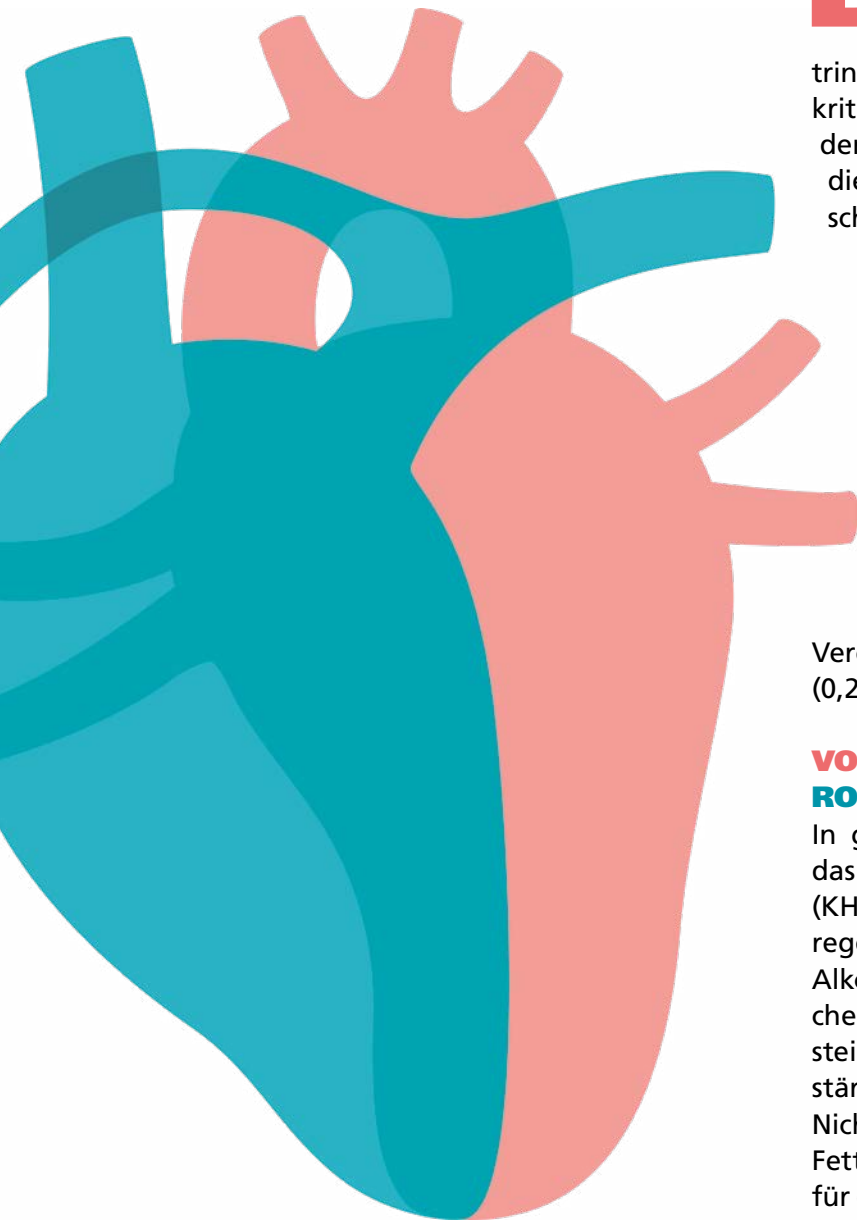 trin
krit
der
die
sch
Vere
(0,2
VO
RO
In g
das
(KH
rege
Alko
che
stei
stär
Nich
Fett
für